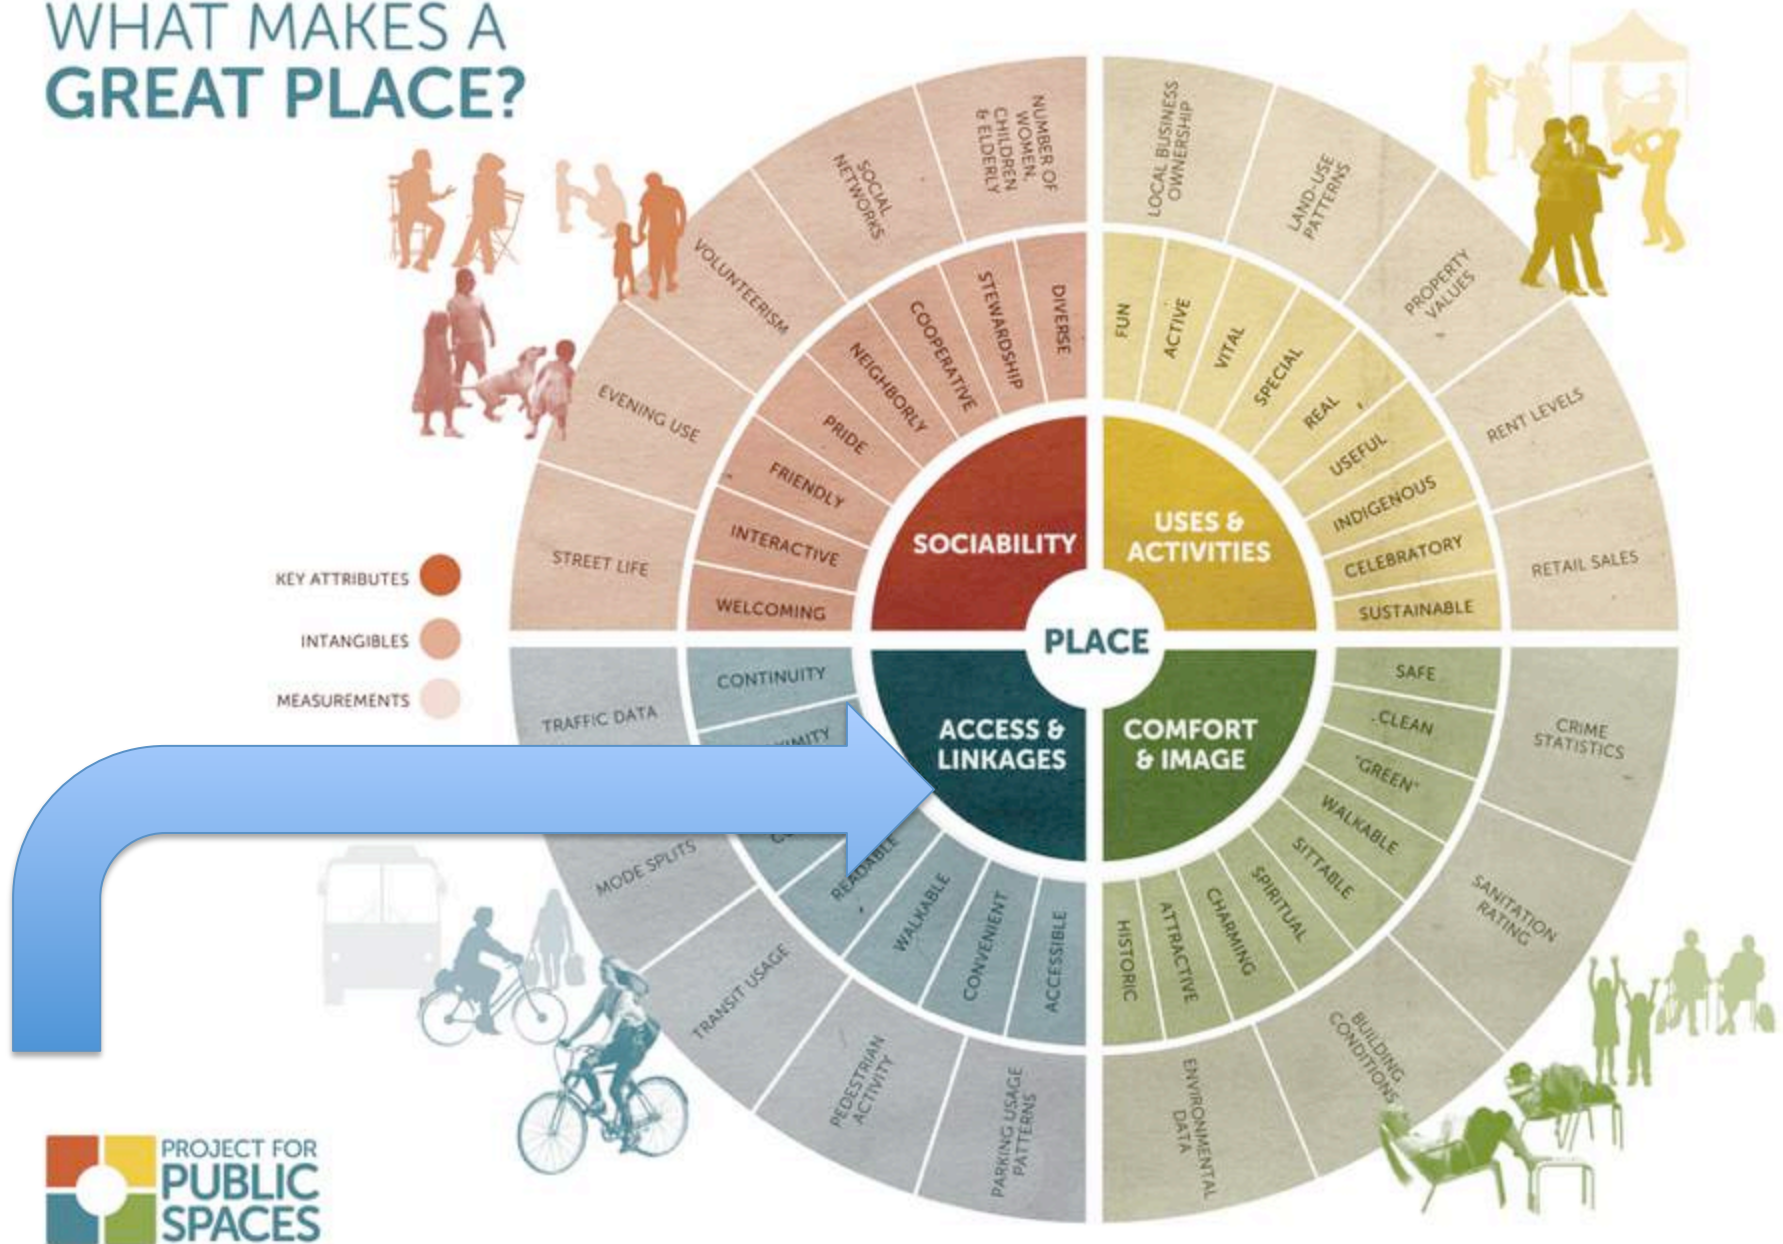 WHAT MAKES A
GREAT PLACE?
KEY ATTRIBUTES
INTANGIBLES
MEASUREMENTS
PLACE
SOCIABILITY
USES &
ACTIVITIES
ACCESS &
LINKAGES
COMFORT
& IMAGE
WELCOMING
INTERACTIVE
FRIENDLY
PRIDE
NEIGHBORLY
COOPERATIVE
STEWARDSHIP
DIVERSE
STREET LIFE
EVENING USE
VOLUNTEERISM
SOCIAL
NETWORKS
NUMBER OF
WOMEN,
CHILDREN
& ELDERLY
FUN
ACTIVE
VITAL
SPECIAL
REAL
USEFUL
INDIGENOUS
CELEBRATORY
SUSTAINABLE
LOCAL BUSINESS
OWNERSHIP
LAND-USE
PATTERNS
PROPERTY
VALUES
RENT LEVELS
RETAIL SALES
SAFE
CLEAN
"GREEN"
WALKABLE
SITTABLE
SPIRITUAL
CHARMING
ATTRACTIVE
HISTORIC
CRIME
STATISTICS
SANITATION
RATING
BUILDING
CONDITIONS
ENVIRONMENTAL
DATA
CONTINUITY
READABLE
WALKABLE
CONVENIENT
ACCESSIBLE
TRAFFIC DATA
MODE SPLITS
TRANSIT USAGE
PEDESTRIAN
ACTIVITY
PARKING USAGE
PATTERNS
PROJECT FOR
PUBLIC
SPACES